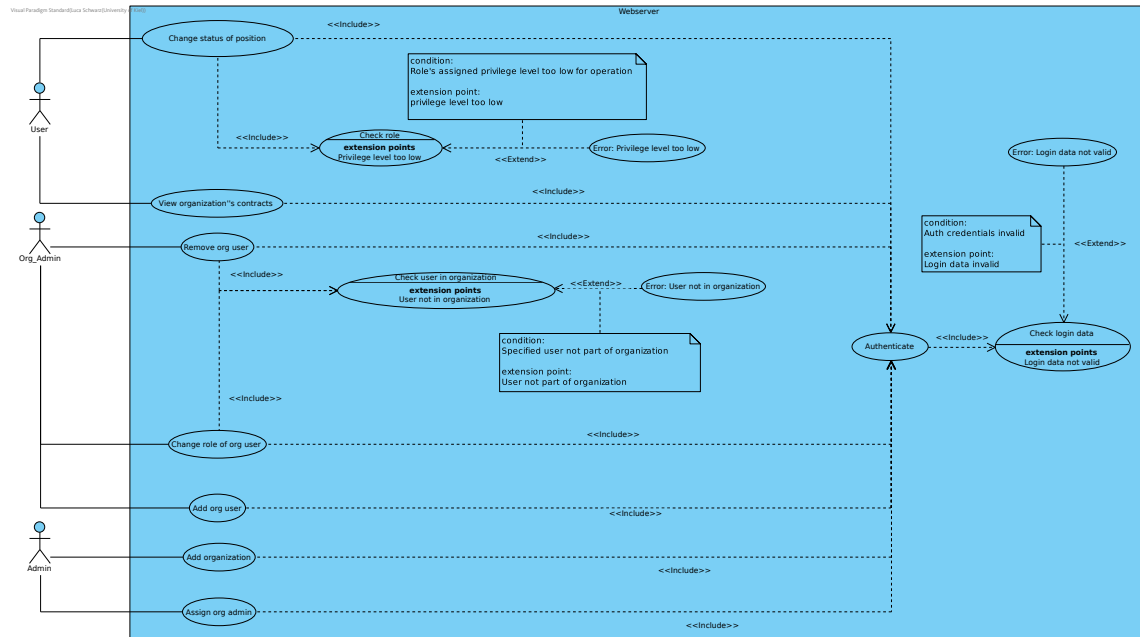 Visual Paradigm Standard(Luca Schwarz(University of Kiel))
Webserver
<<Include>>
Change status of position
condition:
Role's assigned privilege level too low for operation
extension point:
privilege level too low
User
<<Include>>
Check role
extension points
Privilege level too low
<<Extend>>
Error: Privilege level too low
Error: Login data not valid
<<Include>>
View organization"s contracts
condition:
Auth credentials invalid
extension point:
Login data invalid
<<Extend>>
Org_Admin
Remove org user
<<Include>>
<<Include>>
Check user in organization
extension points
User not in organization
<<Extend>>
Error: User not in organization
condition:
Specified user not part of organization
extension point:
User not part of organization
Authenticate
<<Include>>
Check login data
extension points
Login data not valid
<<Include>>
Change role of org user
<<Include>>
Add org user
<<Include>>
Admin
Add organization
<<Include>>
Assign org admin
<<Include>>